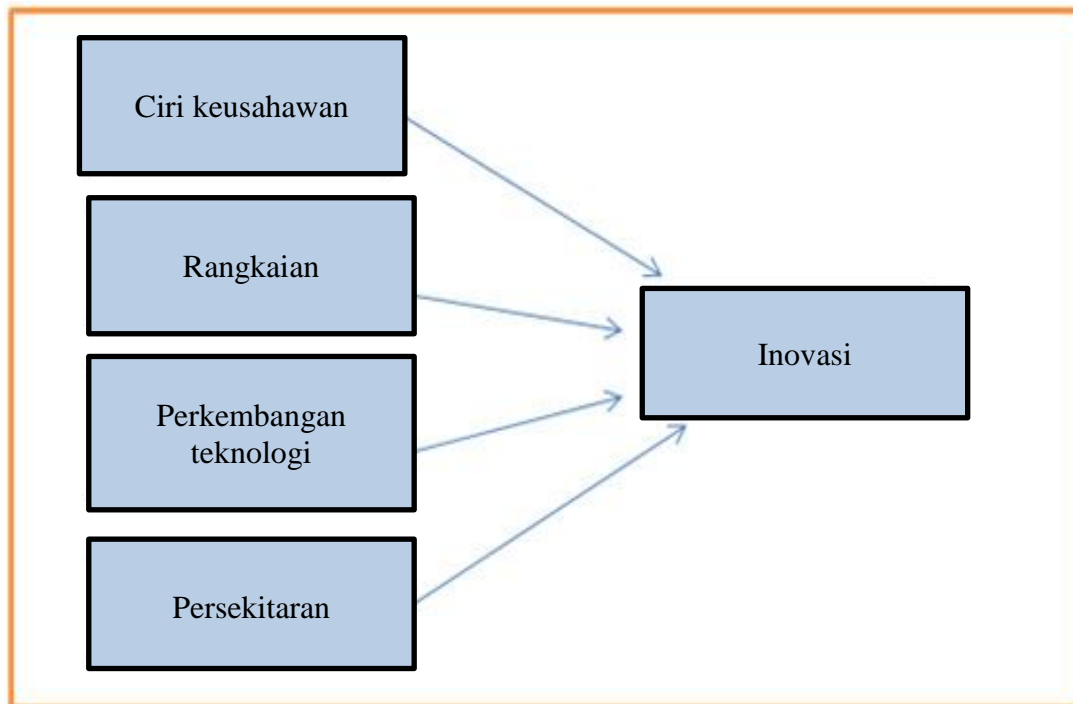 Ciri keusahawan
Rangkaian
Perkembangan
teknologi
Persekitaran
Inovasi